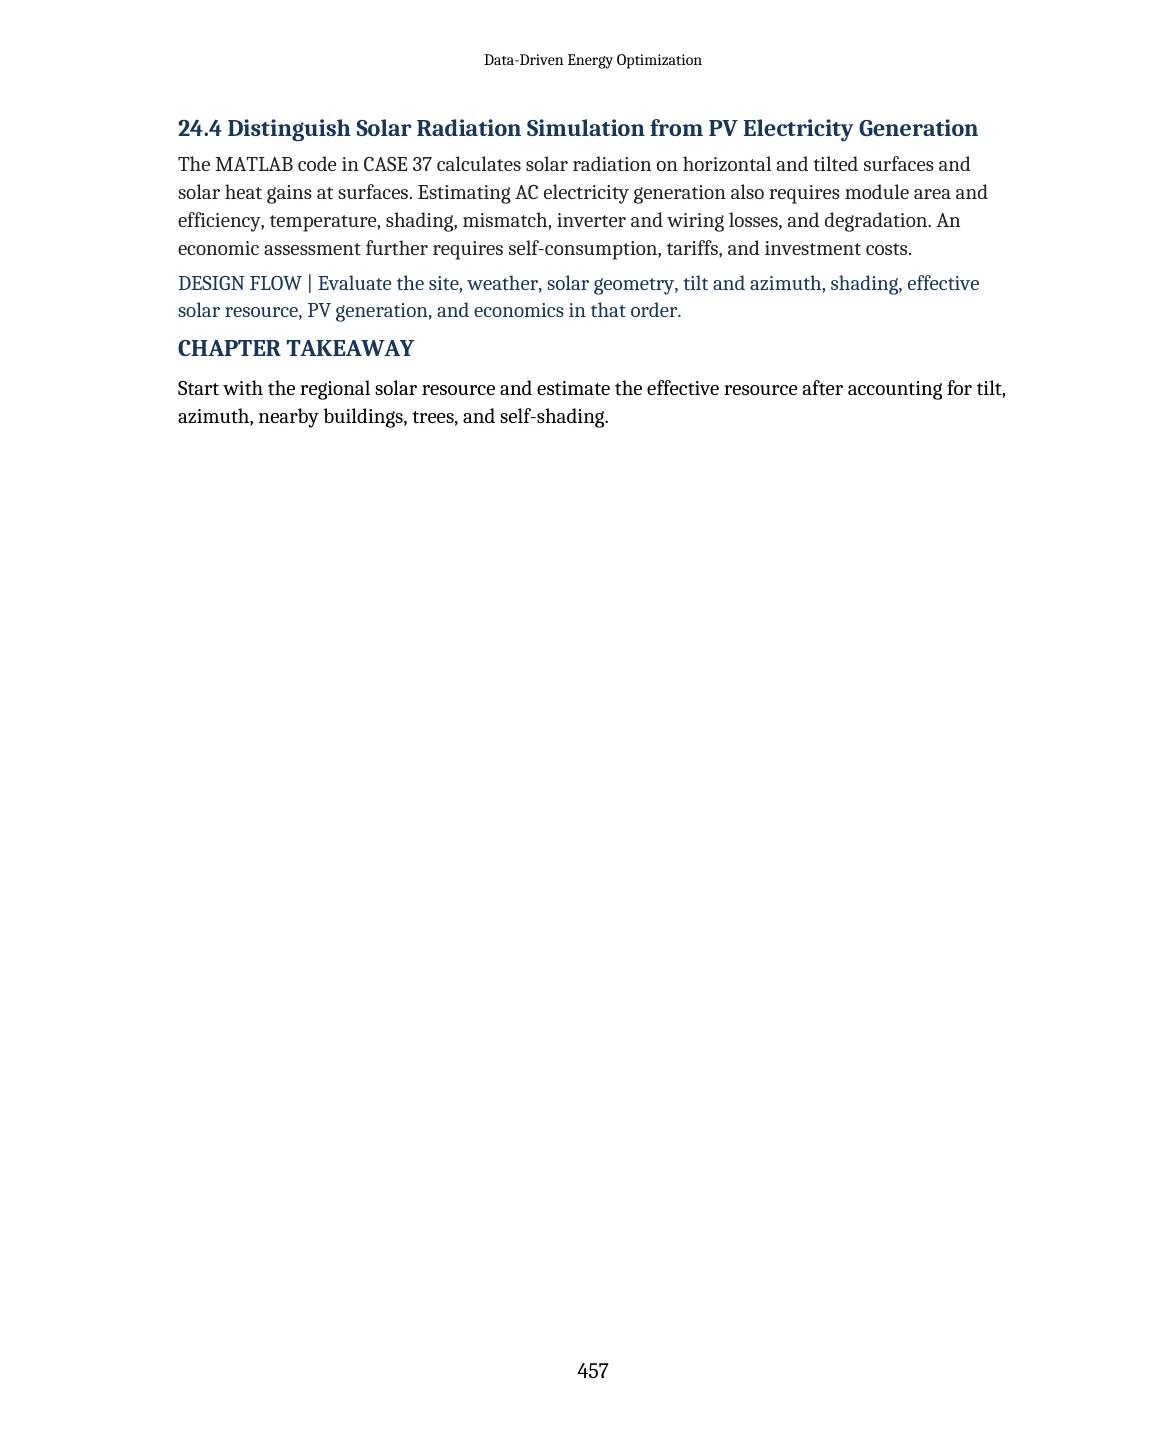 Data-Driven Energy Optimization
24.4 Distinguish Solar Radiation Simulation from PV Electricity Generation
The MATLAB code in CASE 37 calculates solar radiation on horizontal and tilted surfaces and
solar heat gains at surfaces. Estimating AC electricity generation also requires module area and
efficiency, temperature, shading, mismatch, inverter and wiring losses, and degradation. An
economic assessment further requires self-consumption, tariffs, and investment costs.
DESIGN FLOW | Evaluate the site, weather, solar geometry, tilt and azimuth, shading, effective
solar resource, PV generation, and economics in that order.
CHAPTER TAKEAWAY
Start with the regional solar resource and estimate the effective resource after accounting for tilt,
azimuth, nearby buildings, trees, and self-shading.
457